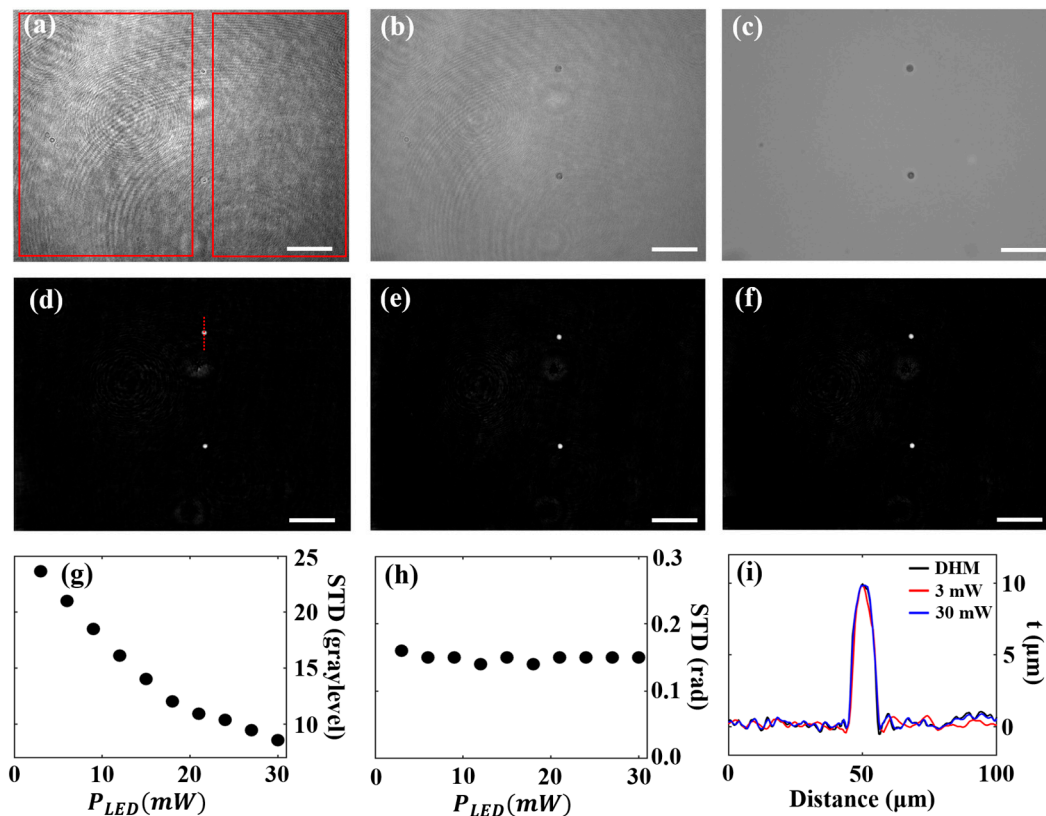 (a)
(b)
(c)
(d)
(e)
(f)
(g)
25
20
15
10
STD (graylevel)
0 10 20 30
P_LED(mW)
(h)
0.3
0.2
0.1
0.0
STD (rad)
0 10 20 30
P_LED(mW)
(i)
DHM
3 mW
30 mW
10
5
0
t (μm)
0 50 100
Distance (μm)